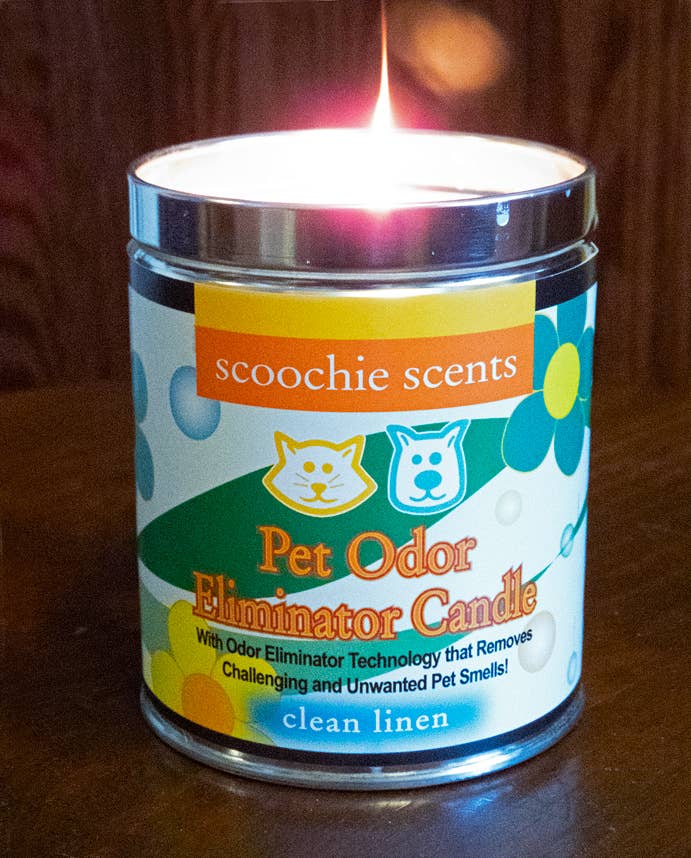 scoochie scents
Pet Odor
Eliminator Candle
With Odor Eliminator Technology that Removes
Challenging and Unwanted Pet Smells!
clean linen